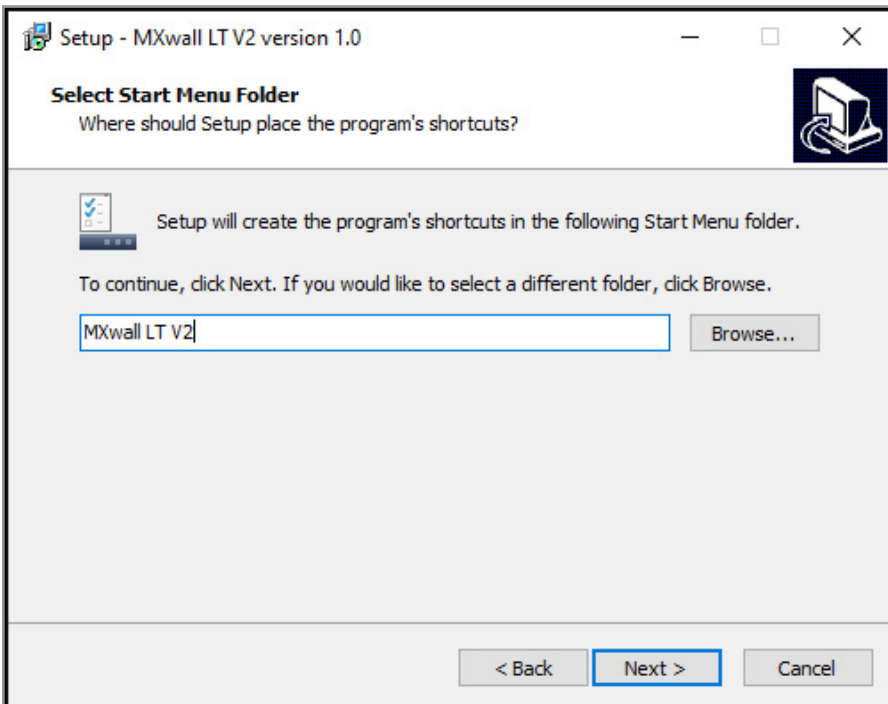 Setup - MXwall LT V2 version 1.0
Select Start Menu Folder
Where should Setup place the program's shortcuts?
Setup will create the program's shortcuts in the following Start Menu folder.
To continue, click Next. If you would like to select a different folder, click Browse.
MXwall LT V2
Browse...
< Back
Next >
Cancel